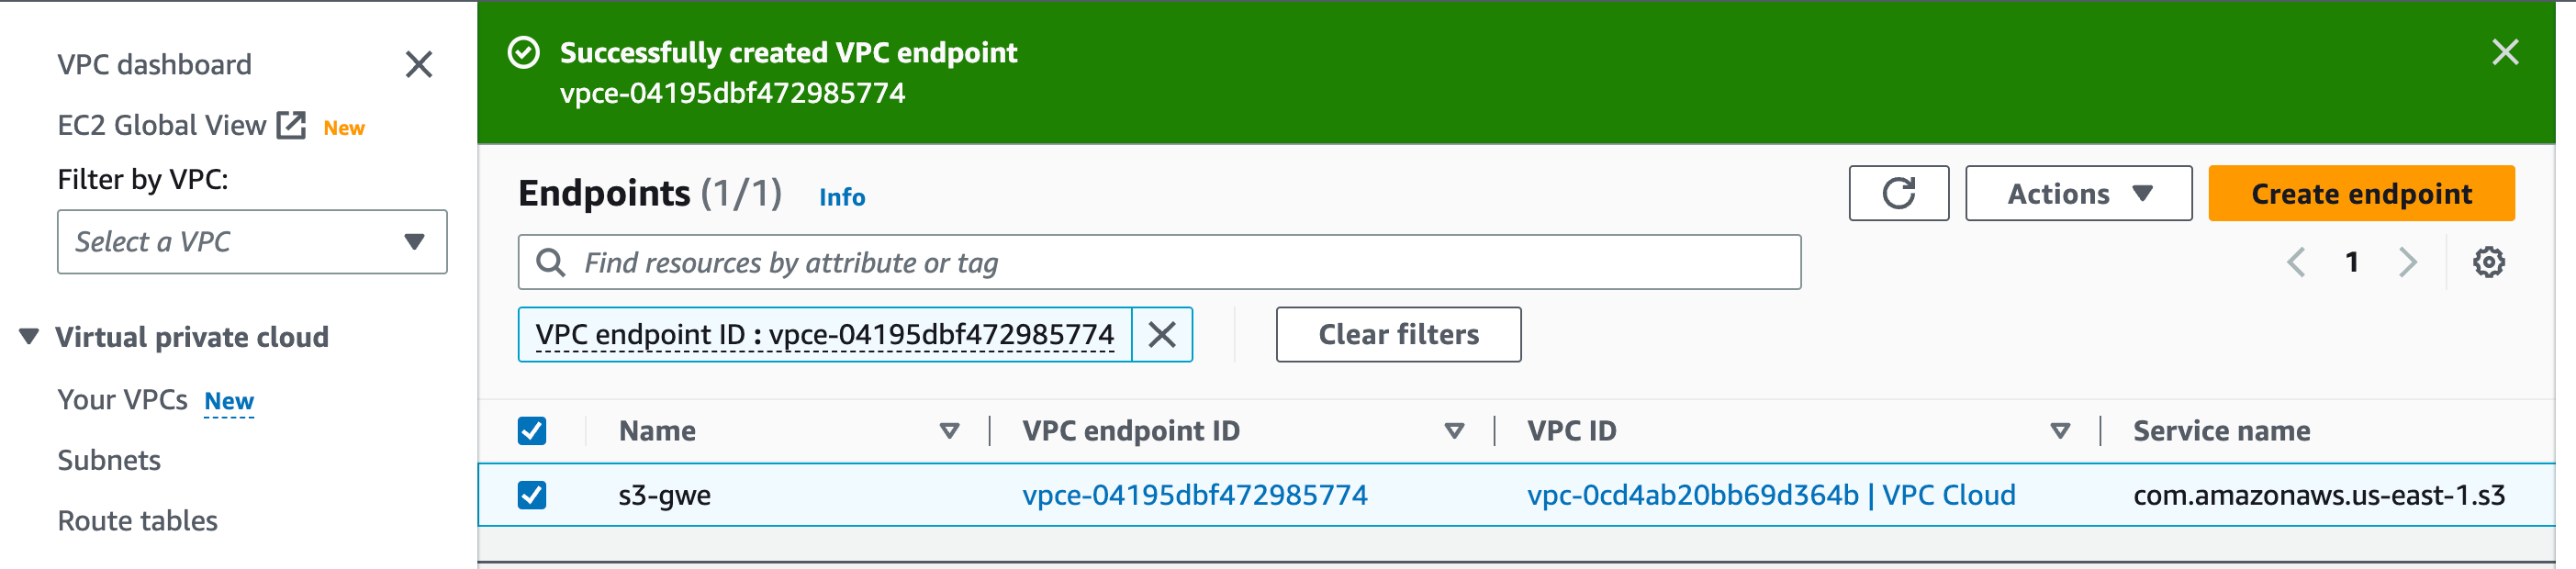 VPC dashboard
EC2 Global View New
Filter by VPC:
Select a VPC
Virtual private cloud
Your VPCs New
Subnets
Route tables
Successfully created VPC endpoint
vpce-04195dbf472985774
Endpoints (1/1) Info
Actions
Create endpoint
Find resources by attribute or tag
1
VPC endpoint ID : vpce-04195dbf472985774
Clear filters
Name VPC endpoint ID VPC ID Service name
s3-gwe vpce-04195dbf472985774 vpc-0cd4ab20bb69d364b | VPC Cloud com.amazonaws.us-east-1.s3